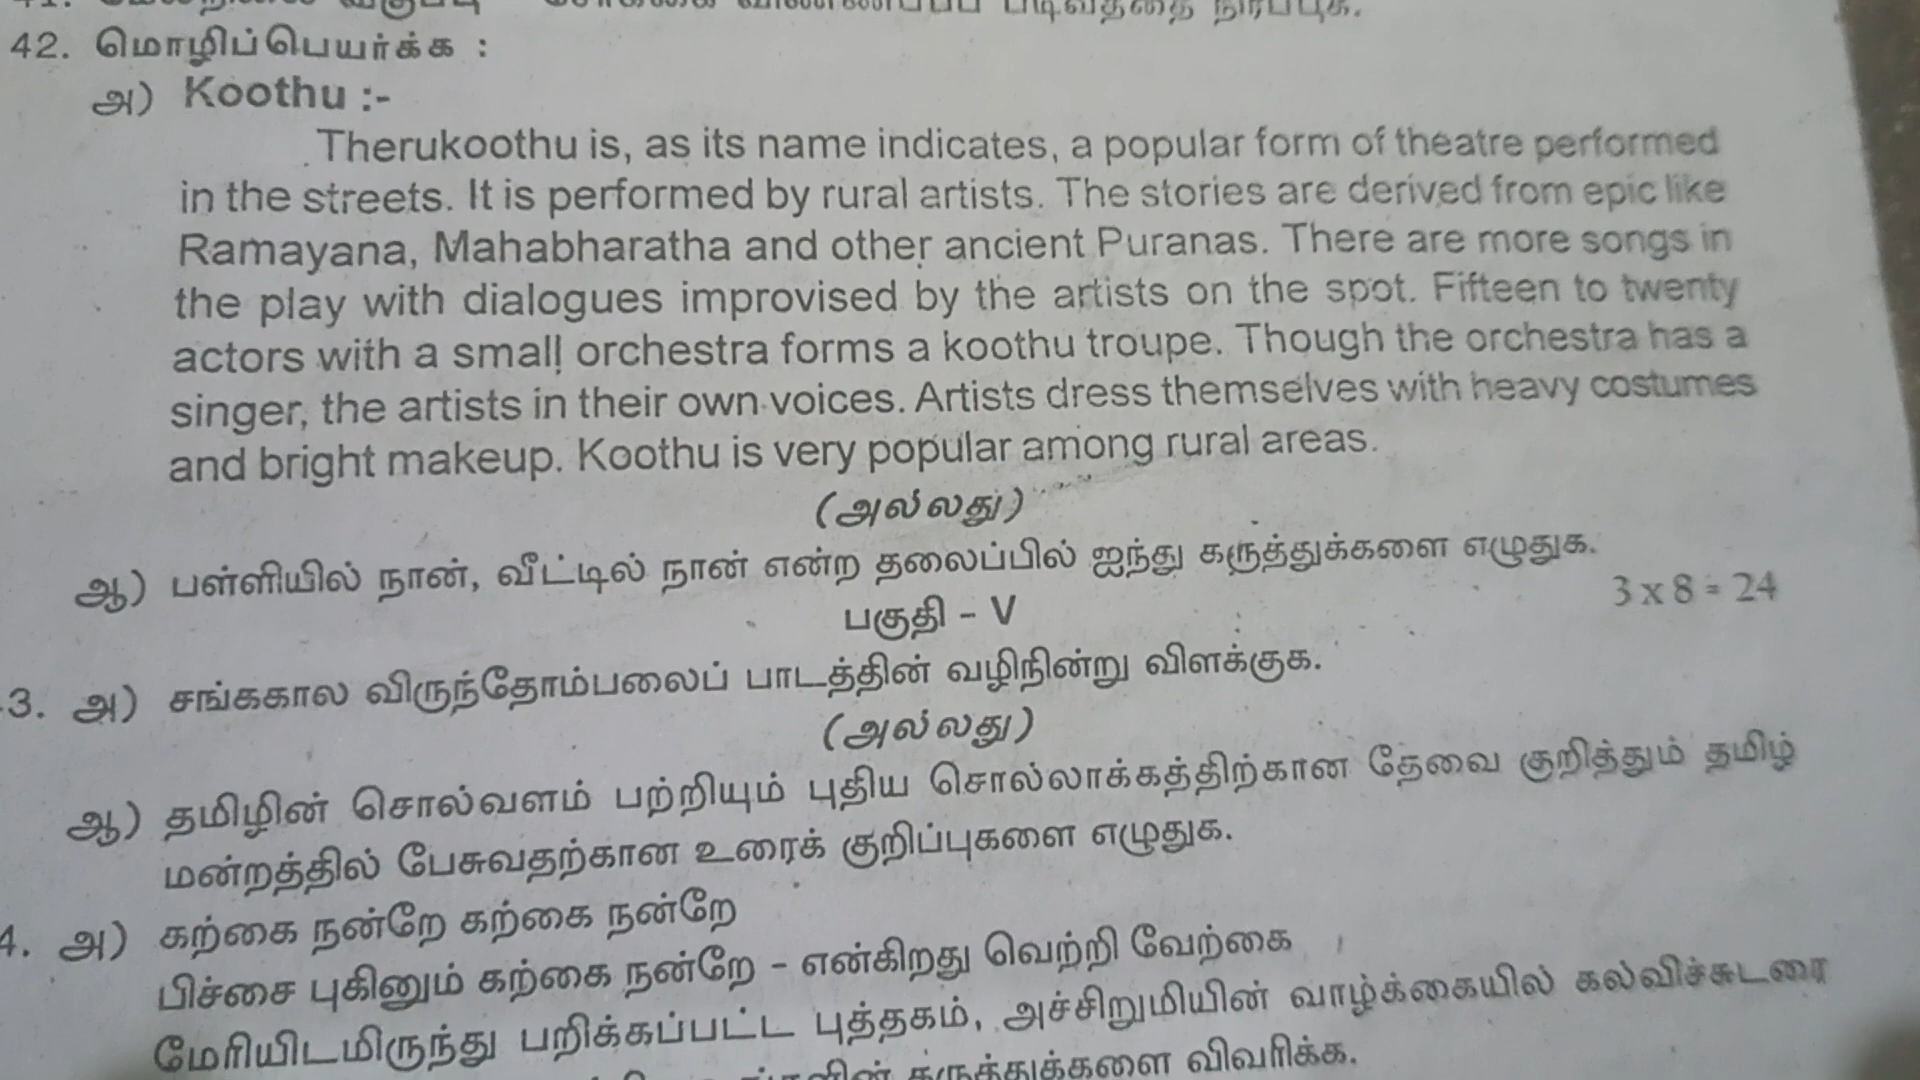 42. மொழிப்பெயர்க்க :
அ) Koothu :-
Therukoothu is, as its name indicates, a popular form of theatre performed
in the streets. It is performed by rural artists. The stories are derived from epic like
Ramayana, Mahabharatha and other ancient Puranas. There are more songs in
the play with dialogues improvised by the artists on the spot. Fifteen to twenty
actors with a small orchestra forms a koothu troupe. Though the orchestra has a
singer, the artists in their own voices. Artists dress themselves with heavy costumes
and bright makeup. Koothu is very popular among rural areas.
(அல்லது)
ஆ) பள்ளியில் நான், வீட்டில் நான் என்ற தலைப்பில் ஐந்து கருத்துக்களை எழுதுக.
பகுதி - V 3 x 8 = 24
3. அ) சங்ககால விருந்தோம்பலைப் பாடத்தின் வழிநின்று விளக்குக.
(அல்லது)
ஆ) தமிழின் சொல்வளம் பற்றியும் புதிய சொல்லாக்கத்திற்கான தேவை குறித்தும் தமிழ்
மன்றத்தில் பேசுவதற்கான உரைக் குறிப்புகளை எழுதுக.
4. அ) கற்கை நன்றே கற்கை நன்றே
பிச்சை புகினும் கற்கை நன்றே - என்கிறது வெற்றி வேற்கை
மேரியிடமிருந்து பறிக்கப்பட்ட புத்தகம், அச்சிறுமியின் வாழ்க்கையில் கல்விச்சுடரை
கருத்துக்களை விவரிக்க.